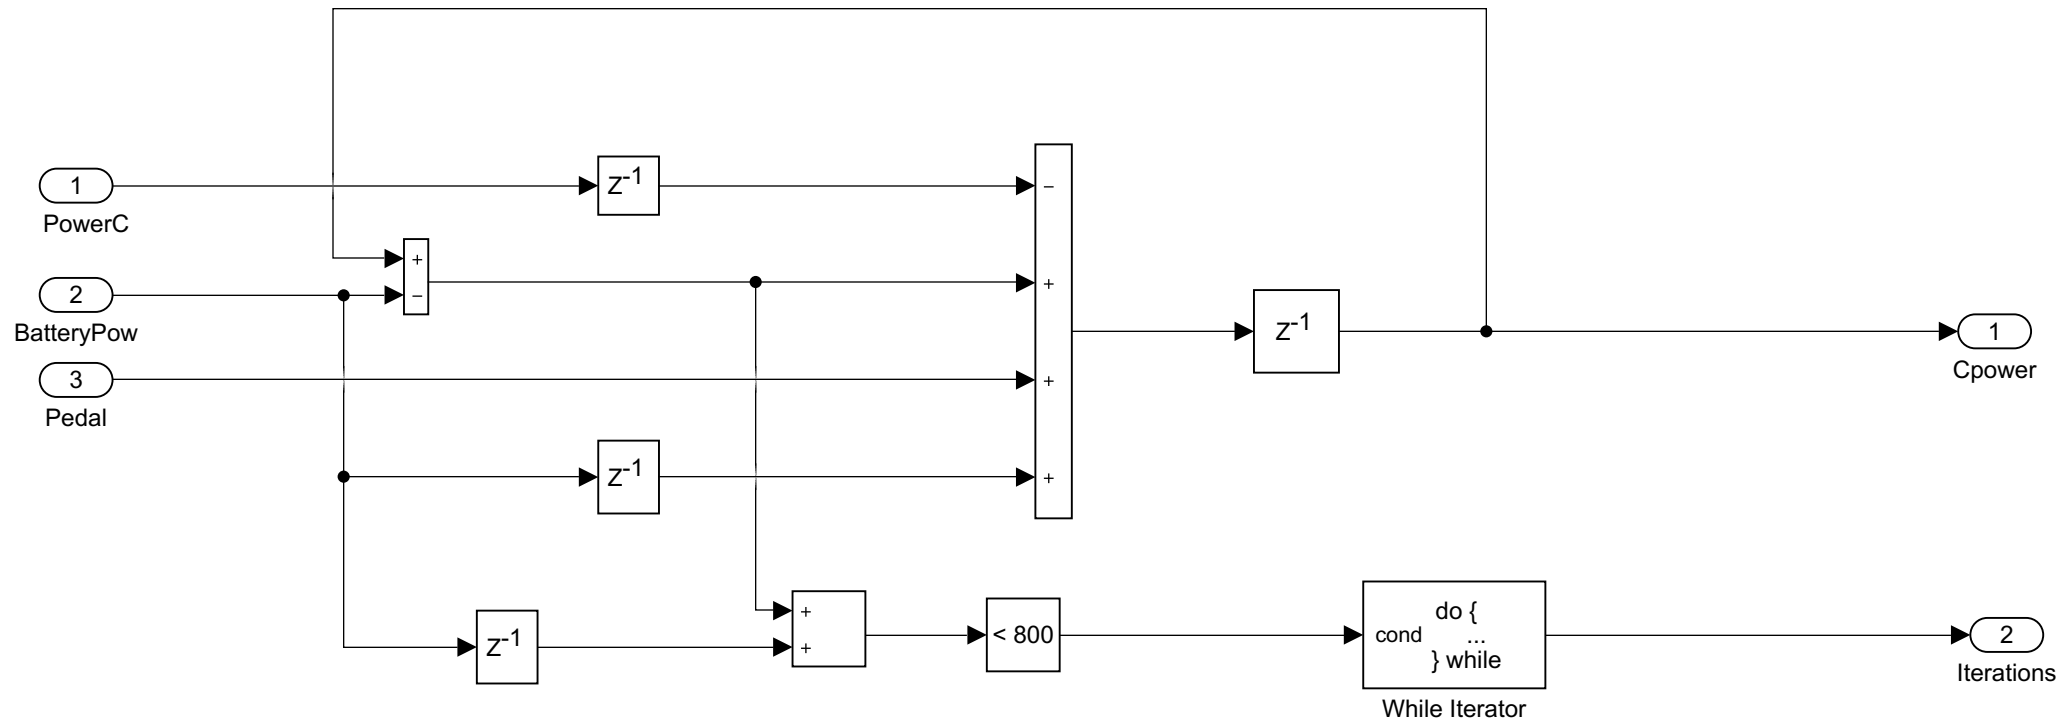 1
PowerC
Z-1
−
+
−
+
2
BatteryPow
Z-1
1
Cpower
3
Pedal
+
Z-1
+
+
+
Z-1
< 800
do {
cond ...
} while
While Iterator
2
Iterations